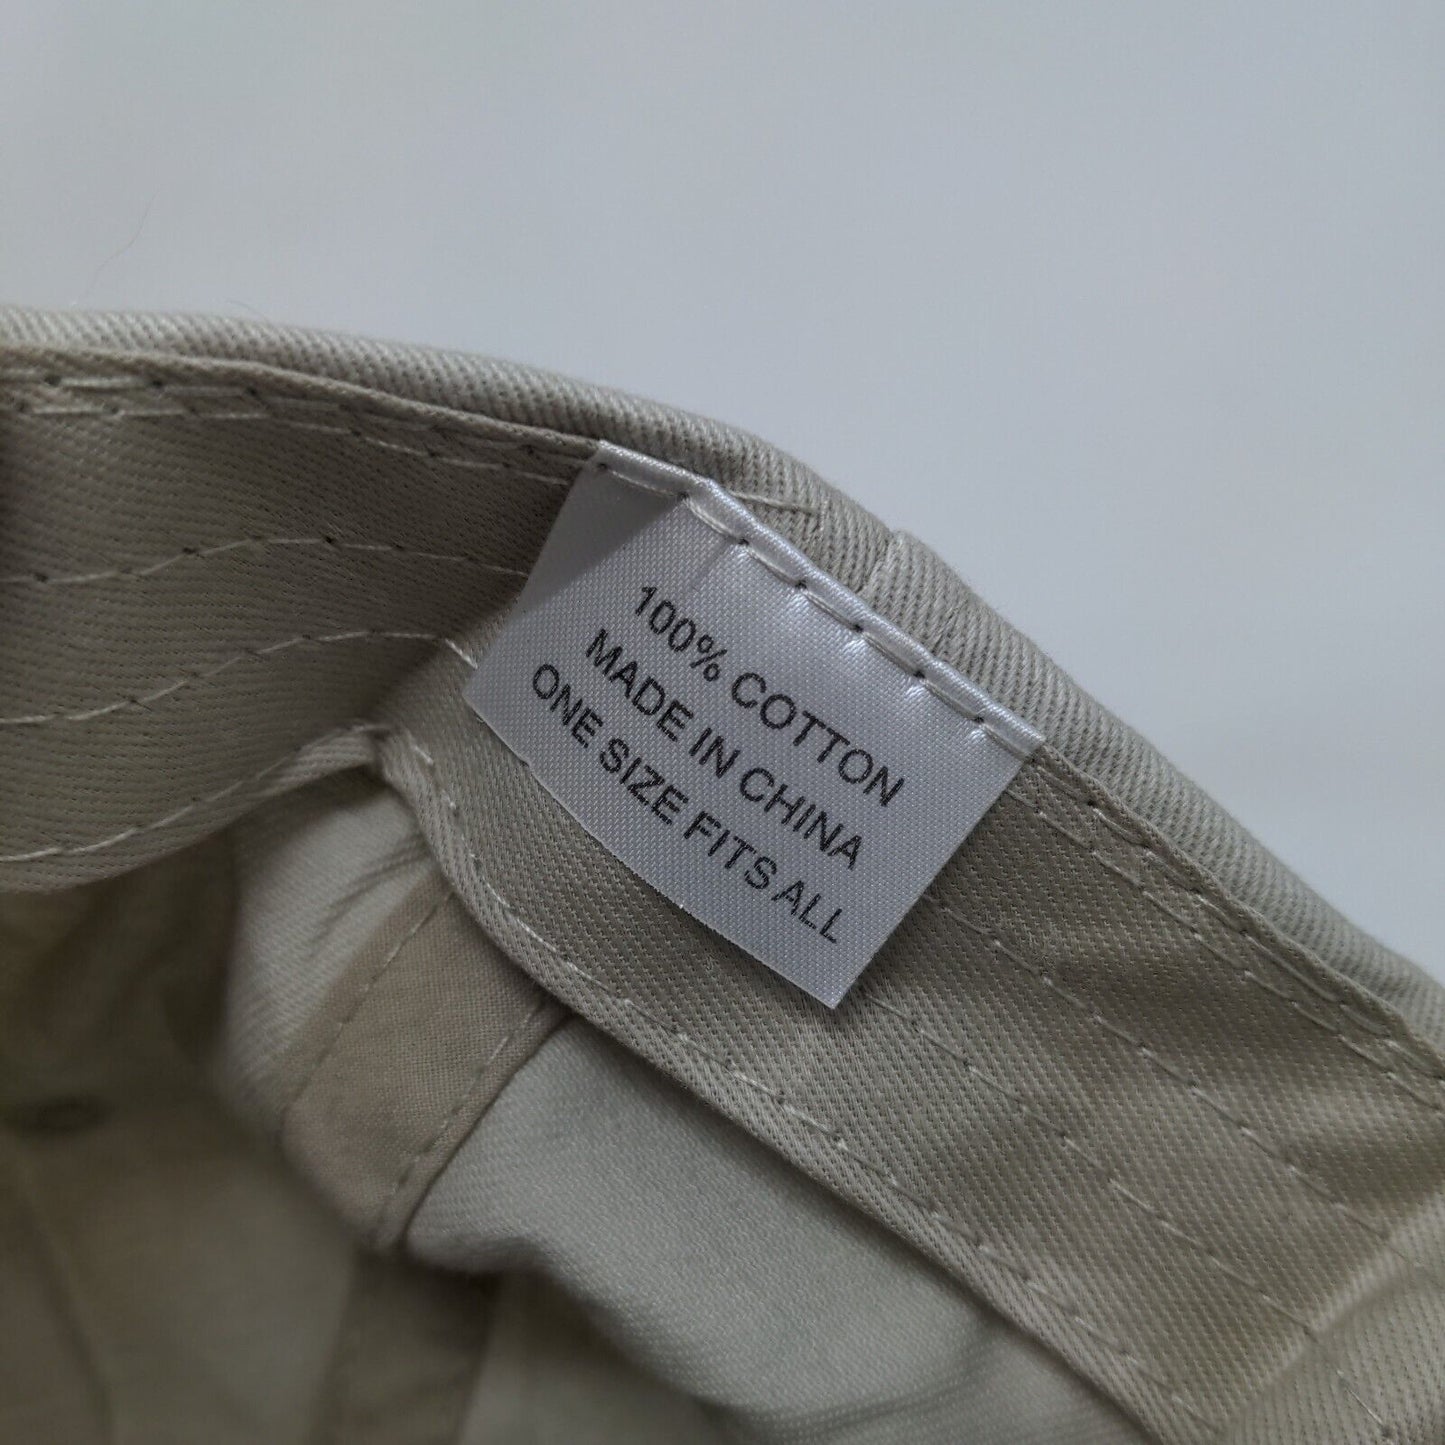 100% COTTON
MADE IN CHINA
ONE SIZE FITS ALL